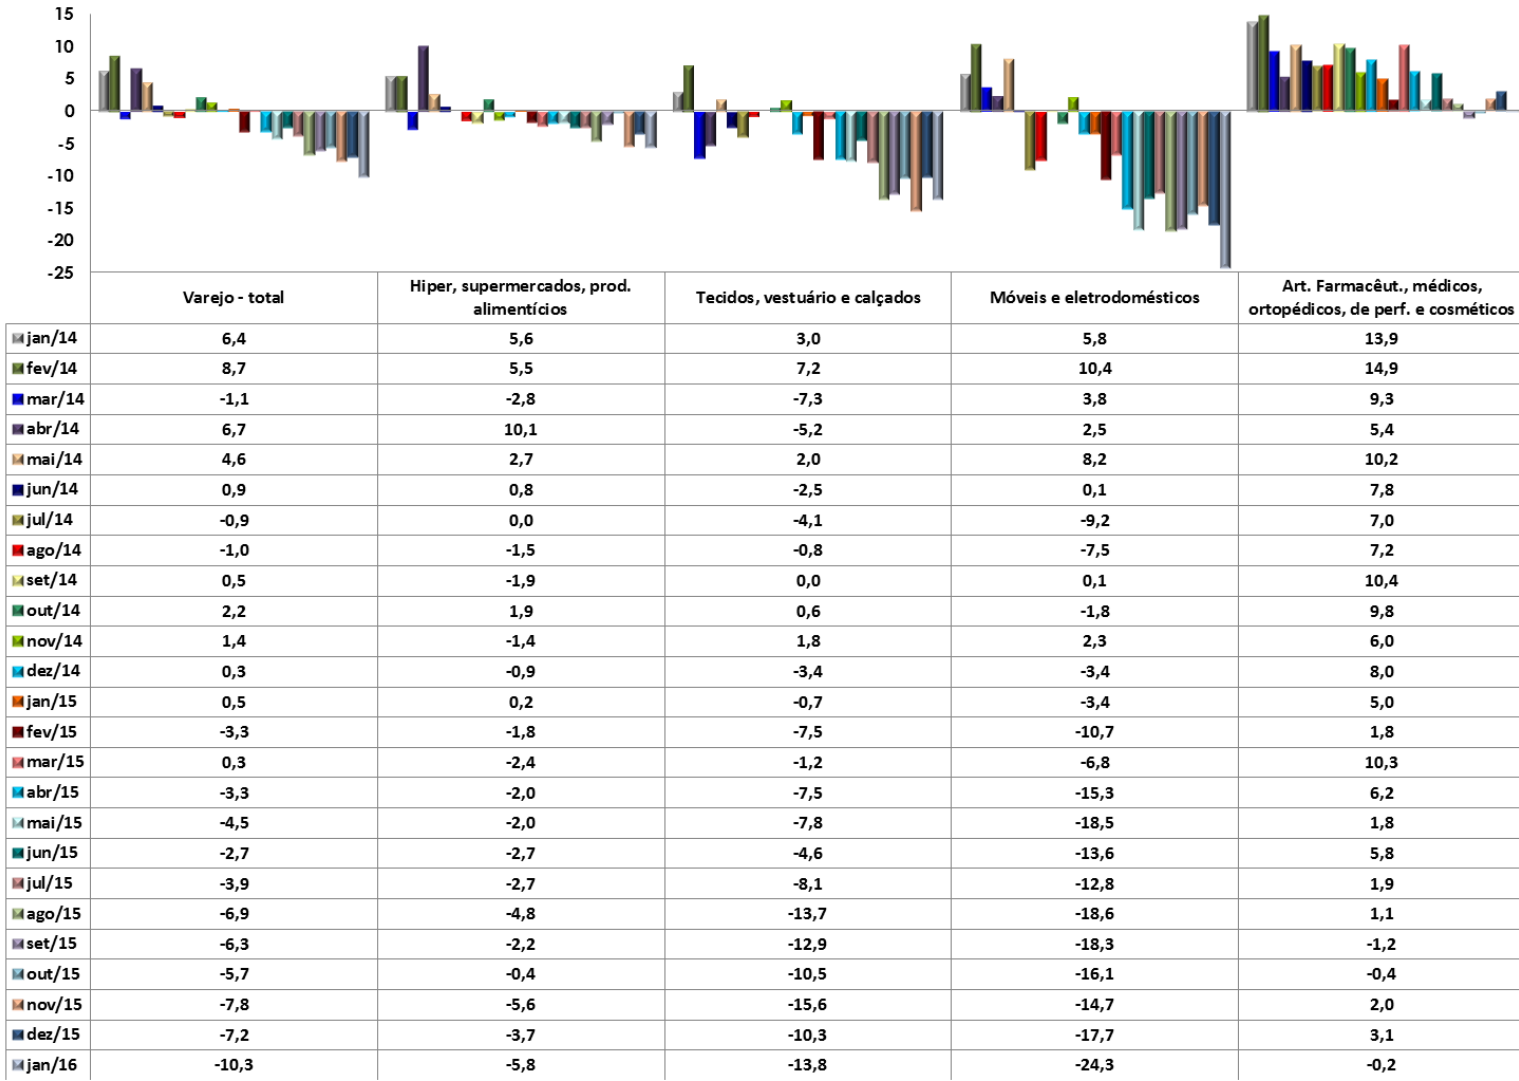 15
10
5
0
-5
-10
-15
-20
-25
Varejo - total
Hiper, supermercados, prod.
alimentícios
Tecidos, vestuário e calçados
Móveis e eletrodomésticos
Art. Farmacêut., médicos,
ortopédicos, de perf. e cosméticos
jan/14 6,4 5,6 3,0 5,8 13,9
fev/14 8,7 5,5 7,2 10,4 14,9
mar/14 -1,1 -2,8 -7,3 3,8 9,3
abr/14 6,7 10,1 -5,2 2,5 5,4
mai/14 4,6 2,7 2,0 8,2 10,2
jun/14 0,9 0,8 -2,5 0,1 7,8
jul/14 -0,9 0,0 -4,1 -9,2 7,0
ago/14 -1,0 -1,5 -0,8 -7,5 7,2
set/14 0,5 -1,9 0,0 0,1 10,4
out/14 2,2 1,9 0,6 -1,8 9,8
nov/14 1,4 -1,4 1,8 2,3 6,0
dez/14 0,3 -0,9 -3,4 -3,4 8,0
jan/15 0,5 0,2 -0,7 -3,4 5,0
fev/15 -3,3 -1,8 -7,5 -10,7 1,8
mar/15 0,3 -2,4 -1,2 -6,8 10,3
abr/15 -3,3 -2,0 -7,5 -15,3 6,2
mai/15 -4,5 -2,0 -7,8 -18,5 1,8
jun/15 -2,7 -2,7 -4,6 -13,6 5,8
jul/15 -3,9 -2,7 -8,1 -12,8 1,9
ago/15 -6,9 -4,8 -13,7 -18,6 1,1
set/15 -6,3 -2,2 -12,9 -18,3 -1,2
out/15 -5,7 -0,4 -10,5 -16,1 -0,4
nov/15 -7,8 -5,6 -15,6 -14,7 2,0
dez/15 -7,2 -3,7 -10,3 -17,7 3,1
jan/16 -10,3 -5,8 -13,8 -24,3 -0,2